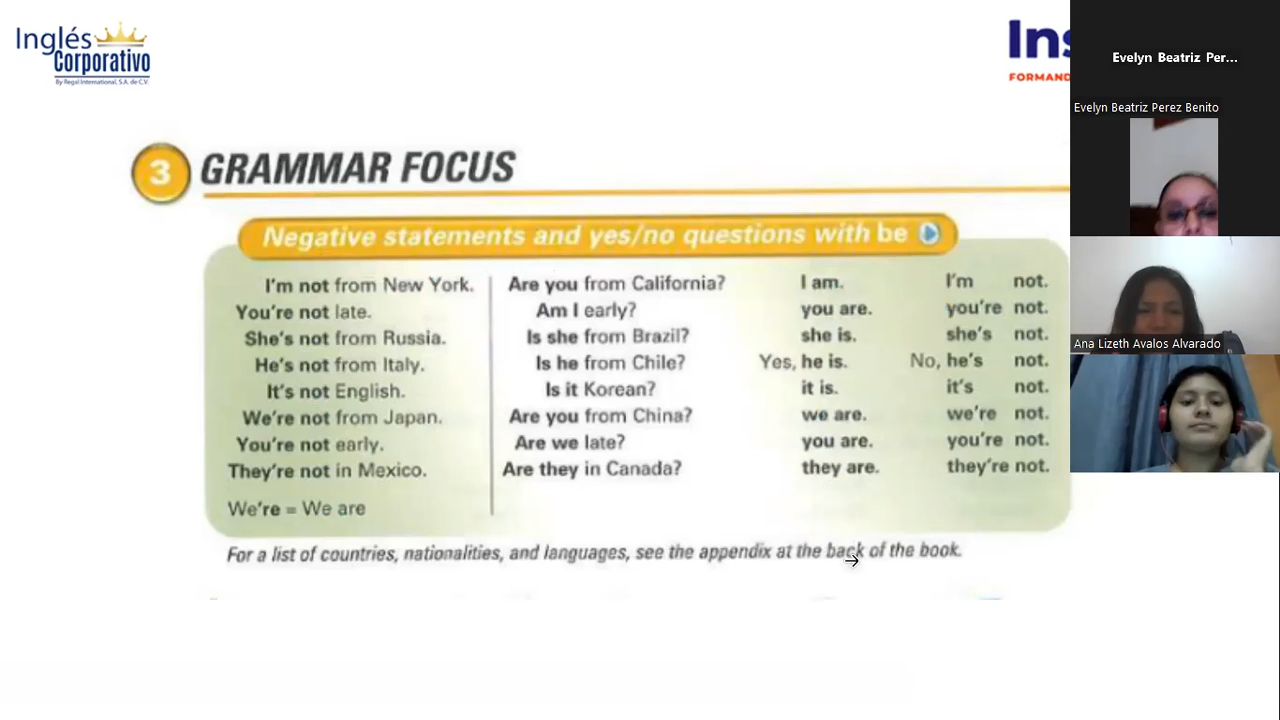 Inglés
Corporativo
By Regal International, S.A. de C.V.
Ins
FORMAND
Evelyn Beatriz Per...
Evelyn Beatriz Perez Benito
Ana Lizeth Avalos Alvarado
3 GRAMMAR FOCUS
Negative statements and yes/no questions with be
I'm not from New York. Are you from California? I am. I'm not.
You're not late. Am I early? you are. you're not.
She's not from Russia. Is she from Brazil? she is. she's not.
He's not from Italy. Is he from Chile? Yes, he is. No, he's not.
It's not English. Is it Korean? it is. it's not.
We're not from Japan. Are you from China? we are. we're not.
You're not early. Are we late? you are. you're not.
They're not in Mexico. Are they in Canada? they are. they're not.
We're = We are
For a list of countries, nationalities, and languages, see the appendix at the back of the book.